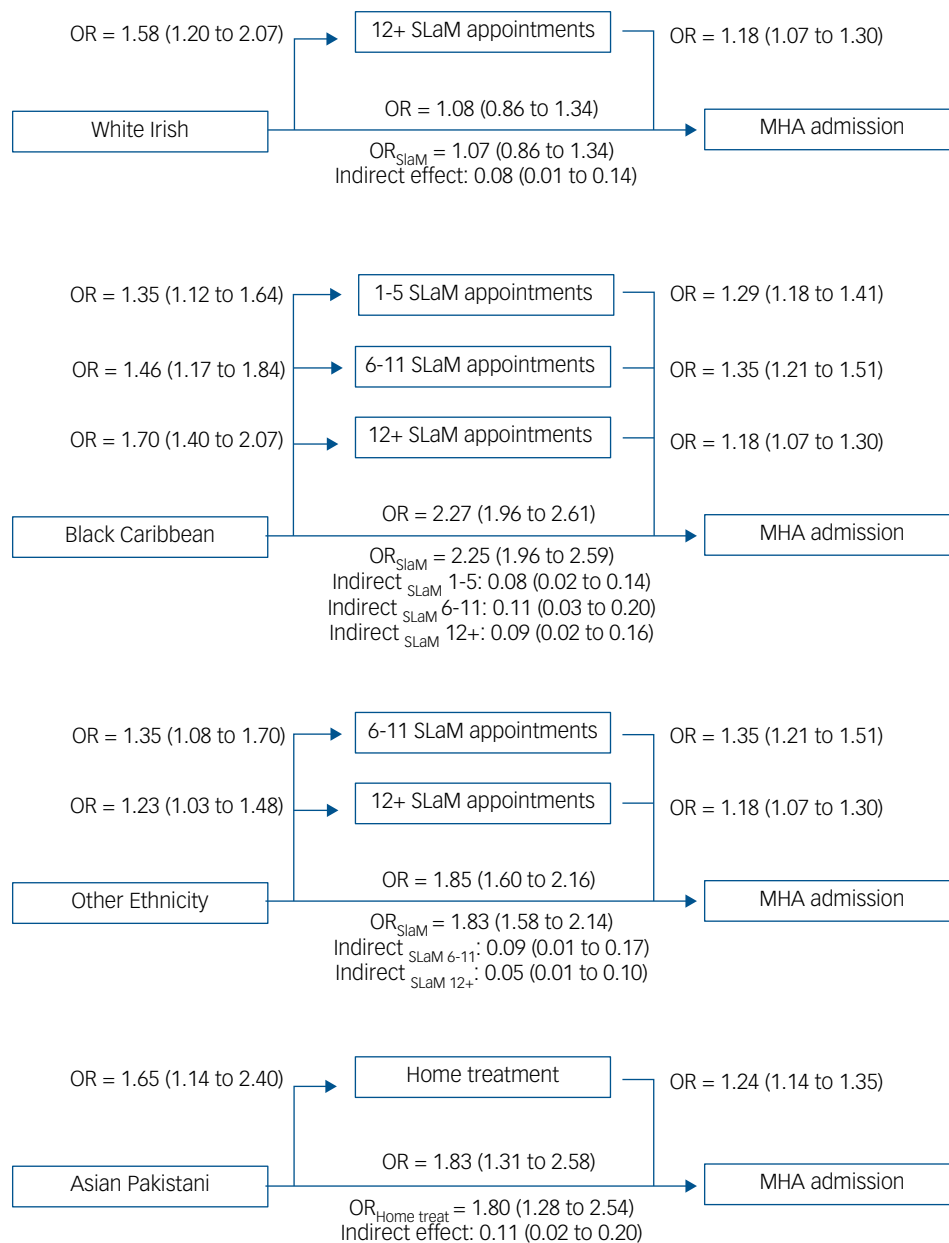 OR = 1.58 (1.20 to 2.07)
12+ SLaM appointments
OR = 1.18 (1.07 to 1.30)
White Irish
OR = 1.08 (0.86 to 1.34)
MHA admission
OR SlaM = 1.07 (0.86 to 1.34)
Indirect effect: 0.08 (0.01 to 0.14)
OR = 1.35 (1.12 to 1.64)
1-5 SLaM appointments
OR = 1.29 (1.18 to 1.41)
OR = 1.46 (1.17 to 1.84)
6-11 SLaM appointments
OR = 1.35 (1.21 to 1.51)
OR = 1.70 (1.40 to 2.07)
12+ SLaM appointments
OR = 1.18 (1.07 to 1.30)
Black Caribbean
OR = 2.27 (1.96 to 2.61)
MHA admission
OR SlaM = 2.25 (1.96 to 2.59)
Indirect SLaM 1-5: 0.08 (0.02 to 0.14)
Indirect SLaM 6-11: 0.11 (0.03 to 0.20)
Indirect SLaM 12+: 0.09 (0.02 to 0.16)
OR = 1.35 (1.08 to 1.70)
6-11 SLaM appointments
OR = 1.35 (1.21 to 1.51)
OR = 1.23 (1.03 to 1.48)
12+ SLaM appointments
OR = 1.18 (1.07 to 1.30)
Other Ethnicity
OR = 1.85 (1.60 to 2.16)
MHA admission
OR SlaM = 1.83 (1.58 to 2.14)
Indirect SLaM 6-11: 0.09 (0.01 to 0.17)
Indirect SLaM 12+: 0.05 (0.01 to 0.10)
OR = 1.65 (1.14 to 2.40)
Home treatment
OR = 1.24 (1.14 to 1.35)
Asian Pakistani
OR = 1.83 (1.31 to 2.58)
MHA admission
OR Home treat = 1.80 (1.28 to 2.54)
Indirect effect: 0.11 (0.02 to 0.20)